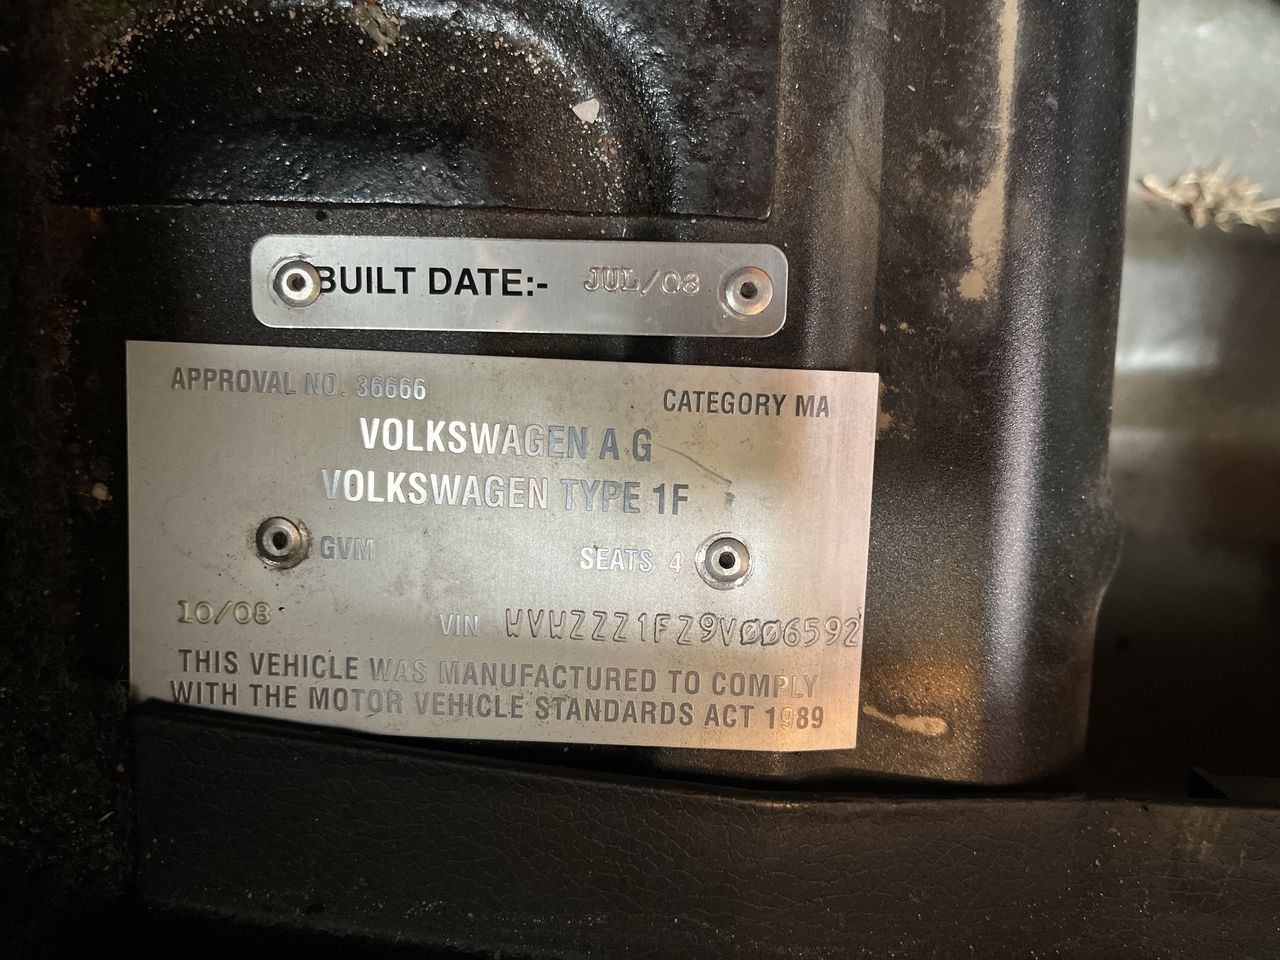 BUILT DATE:- JUL/08
APPROVAL NO. 36666 CATEGORY MA
VOLKSWAGEN A G
VOLKSWAGEN TYPE 1F
GVM SEATS 4
10/08 VIN WVWZZZ1FZ9V006592
THIS VEHICLE WAS MANUFACTURED TO COMPLY
WITH THE MOTOR VEHICLE STANDARDS ACT 1989